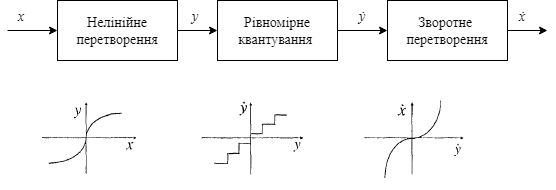 x
Нелінійне
перетворення
y
Рівномірне
квантування
ẏ
Зворотне
перетворення
ẋ
y
x
ẏ
y
ẋ
ẏ